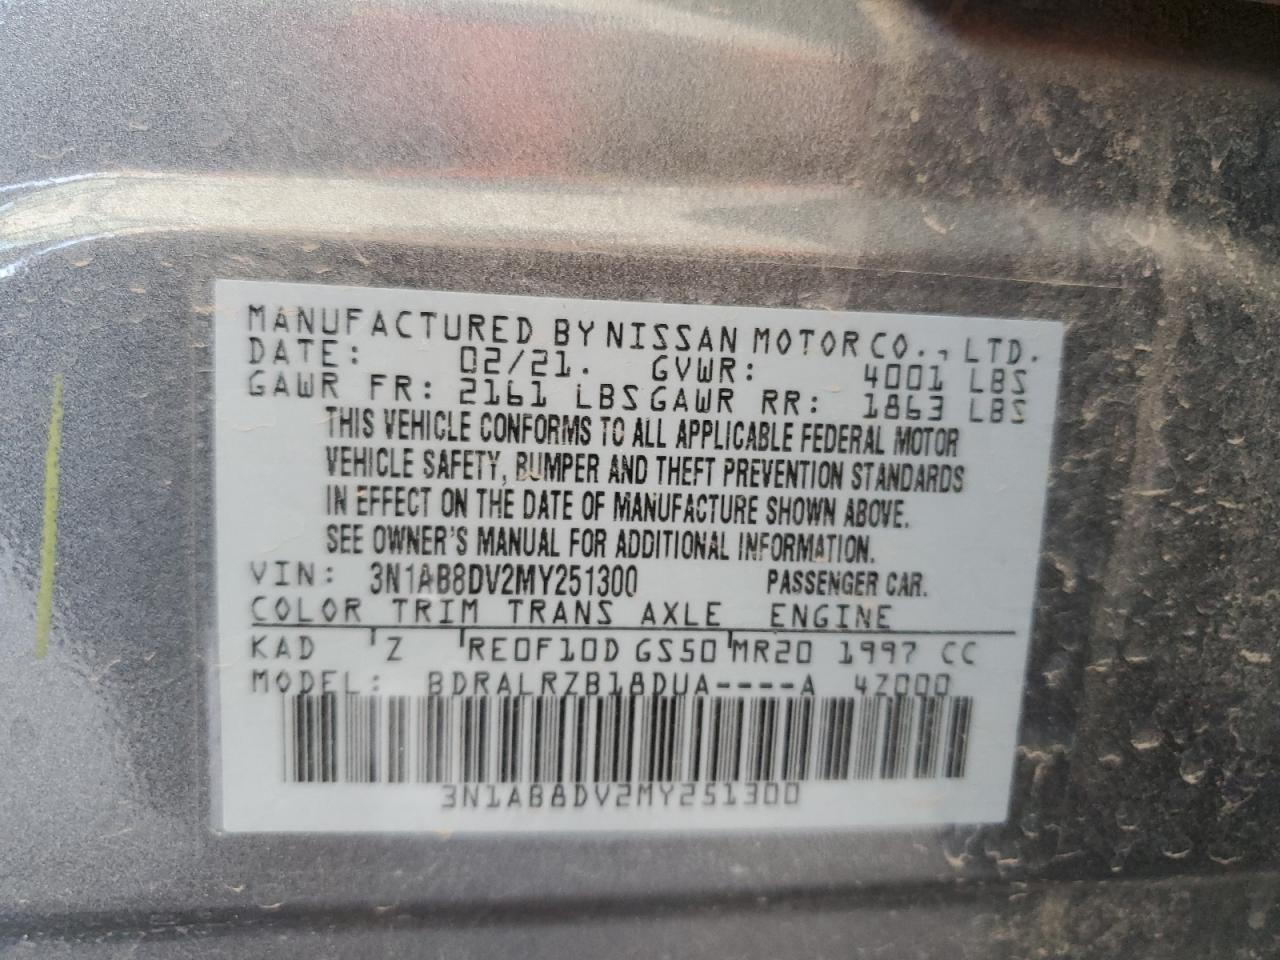 MANUFACTURED BY NISSAN MOTOR CO., LTD.
DATE: 02/21. GVWR: 4001 LBS
GAWR FR: 2161 LBS GAWR RR: 1863 LBS
THIS VEHICLE CONFORMS TO ALL APPLICABLE FEDERAL MOTOR
VEHICLE SAFETY, BUMPER AND THEFT PREVENTION STANDARDS
IN EFFECT ON THE DATE OF MANUFACTURE SHOWN ABOVE.
SEE OWNER'S MANUAL FOR ADDITIONAL INFORMATION.
VIN: 3N1AB8DV2MY251300 PASSENGER CAR.
COLOR TRIM TRANS AXLE ENGINE
KAD Z RE0F10D GS50 MR20 1997 CC
MODEL: BDRALRZB18DUA----A 4Z000
3N1AB8DV2MY251300